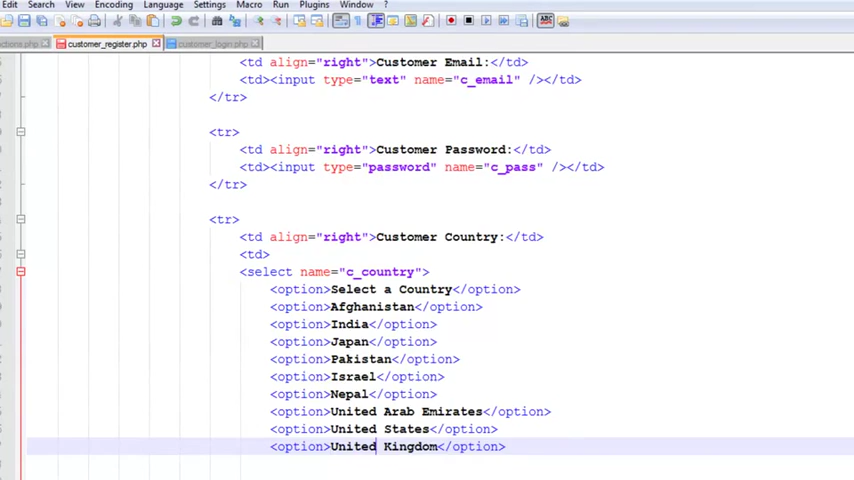 Edit Search View Encoding Language Settings Macro Run Plugins Window ?
ctions.php customer_register.php customer_login.php
<td align="right">Customer Email:</td>
<td><input type="text" name="c_email" /></td>
</tr>
<tr>
<td align="right">Customer Password:</td>
<td><input type="password" name="c_pass" /></td>
</tr>
<tr>
<td align="right">Customer Country:</td>
<td>
<select name="c_country">
<option>Select a Country</option>
<option>Afghanistan</option>
<option>India</option>
<option>Japan</option>
<option>Pakistan</option>
<option>Israel</option>
<option>Nepal</option>
<option>United Arab Emirates</option>
<option>United States</option>
<option>United Kingdom</option>